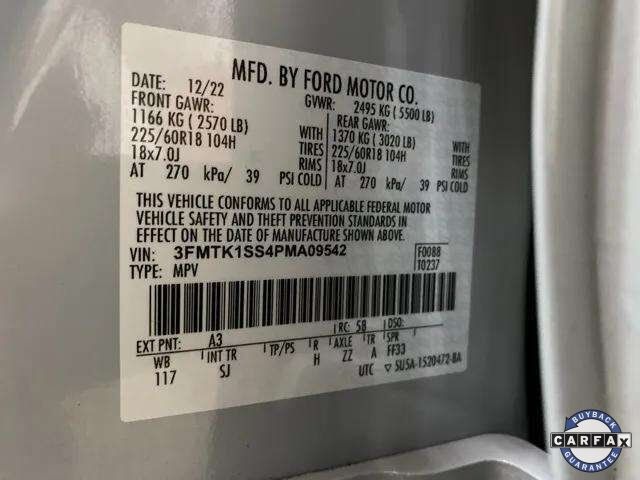 MFD. BY FORD MOTOR CO.
DATE: 12/22 GVWR: 2495 KG ( 5500 LB)
FRONT GAWR: REAR GAWR:
1166 KG ( 2570 LB) WITH 1370 KG ( 3020 LB) WITH
225/60R18 104H TIRES 225/60R18 104H TIRES
18x7.0J RIMS 18x7.0J RIMS
AT 270 kPa/ 39 PSI COLD AT 270 kPa/ 39 PSI COLD
THIS VEHICLE CONFORMS TO ALL APPLICABLE FEDERAL MOTOR
VEHICLE SAFETY AND THEFT PREVENTION STANDARDS IN
EFFECT ON THE DATE OF MANUFACTURE SHOWN ABOVE.
VIN: 3FMTK1SS4PMA09542 F0088
TYPE: MPV T0237
EXT PNT: A3 RC: 58 DSO:
WB INT TR TP/PS R AXLE TR SPR
117 SJ H ZZ A FF33
UTC ▽ 5U5A-1520472-BA
BUYBACK
CARFAX
GUARANTEE